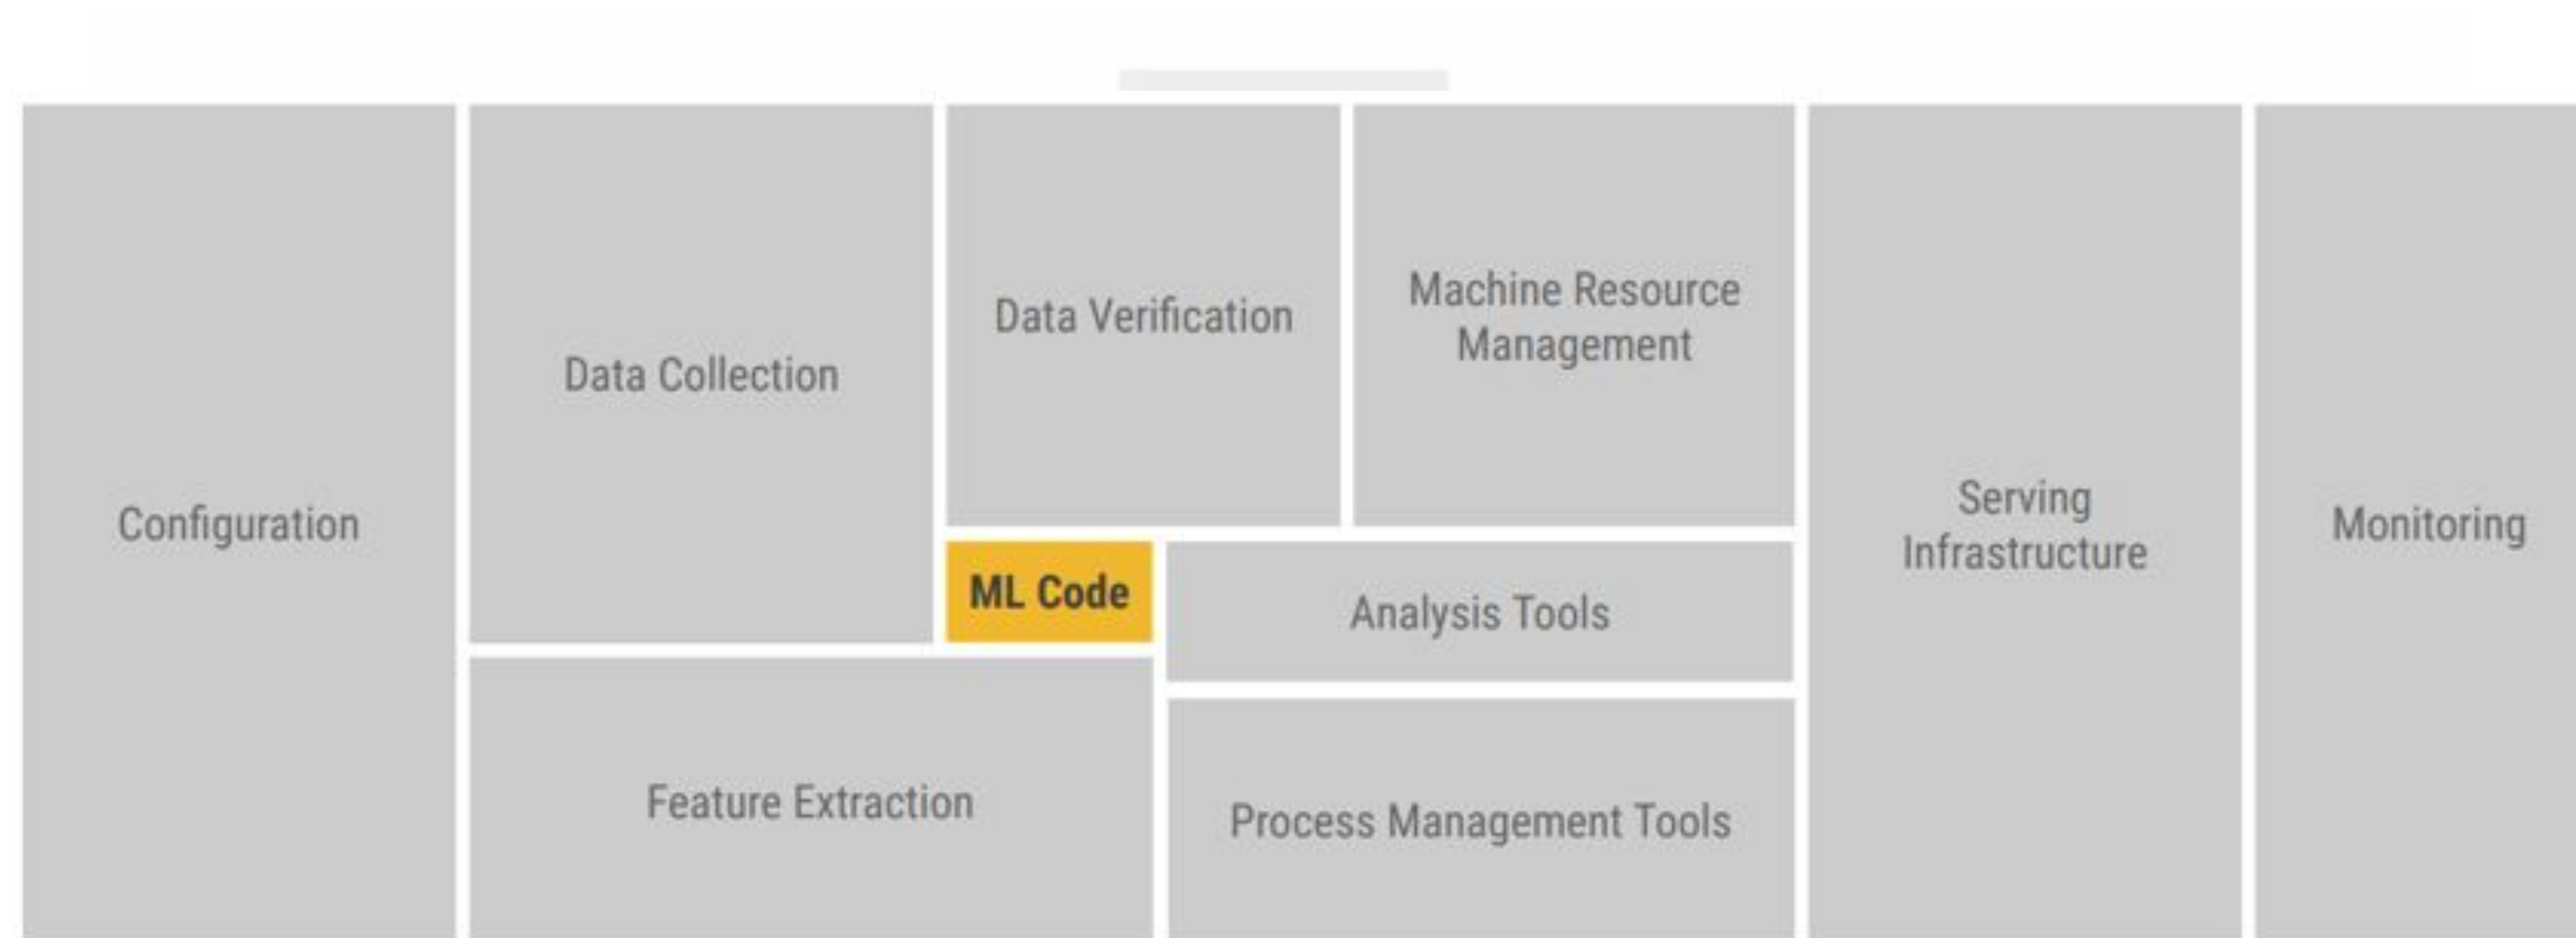 Configuration
Data Collection
Data Verification
Machine Resource
Management
ML Code
Analysis Tools
Feature Extraction
Process Management Tools
Serving
Infrastructure
Monitoring